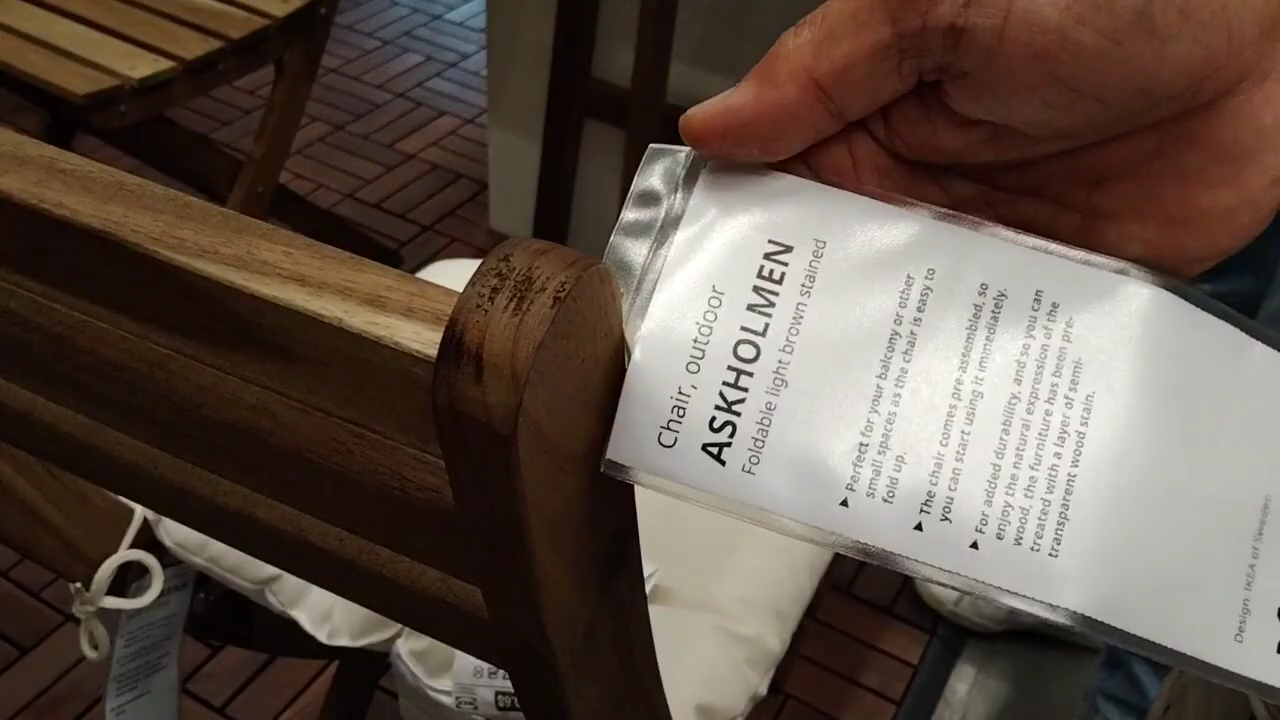 Chair, outdoor
ASKHOLMEN
Foldable light brown stained
▶ Perfect for your balcony or other
small spaces as the chair is easy to
fold up.
▶ The chair comes pre-assembled, so
you can start using it immediately.
▶ For added durability, and so you can
enjoy the natural expression of the
wood, the furniture has been pre-
treated with a layer of semi-
transparent wood stain.
Design: IKEA of Sweden